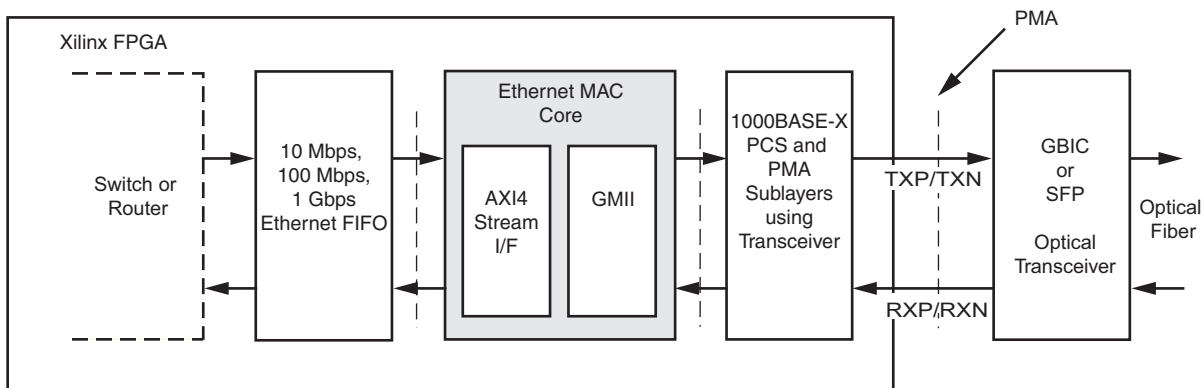 PMA
Xilinx FPGA
Switch or
Router
10 Mbps,
100 Mbps,
1 Gbps
Ethernet FIFO
Ethernet MAC
Core
AXI4
Stream
I/F
GMII
1000BASE-X
PCS and
PMA
Sublayers
using
Transceiver
TXP/TXN
RXP/RXN
GBIC
or
SFP
Optical
Transceiver
Optical
Fiber